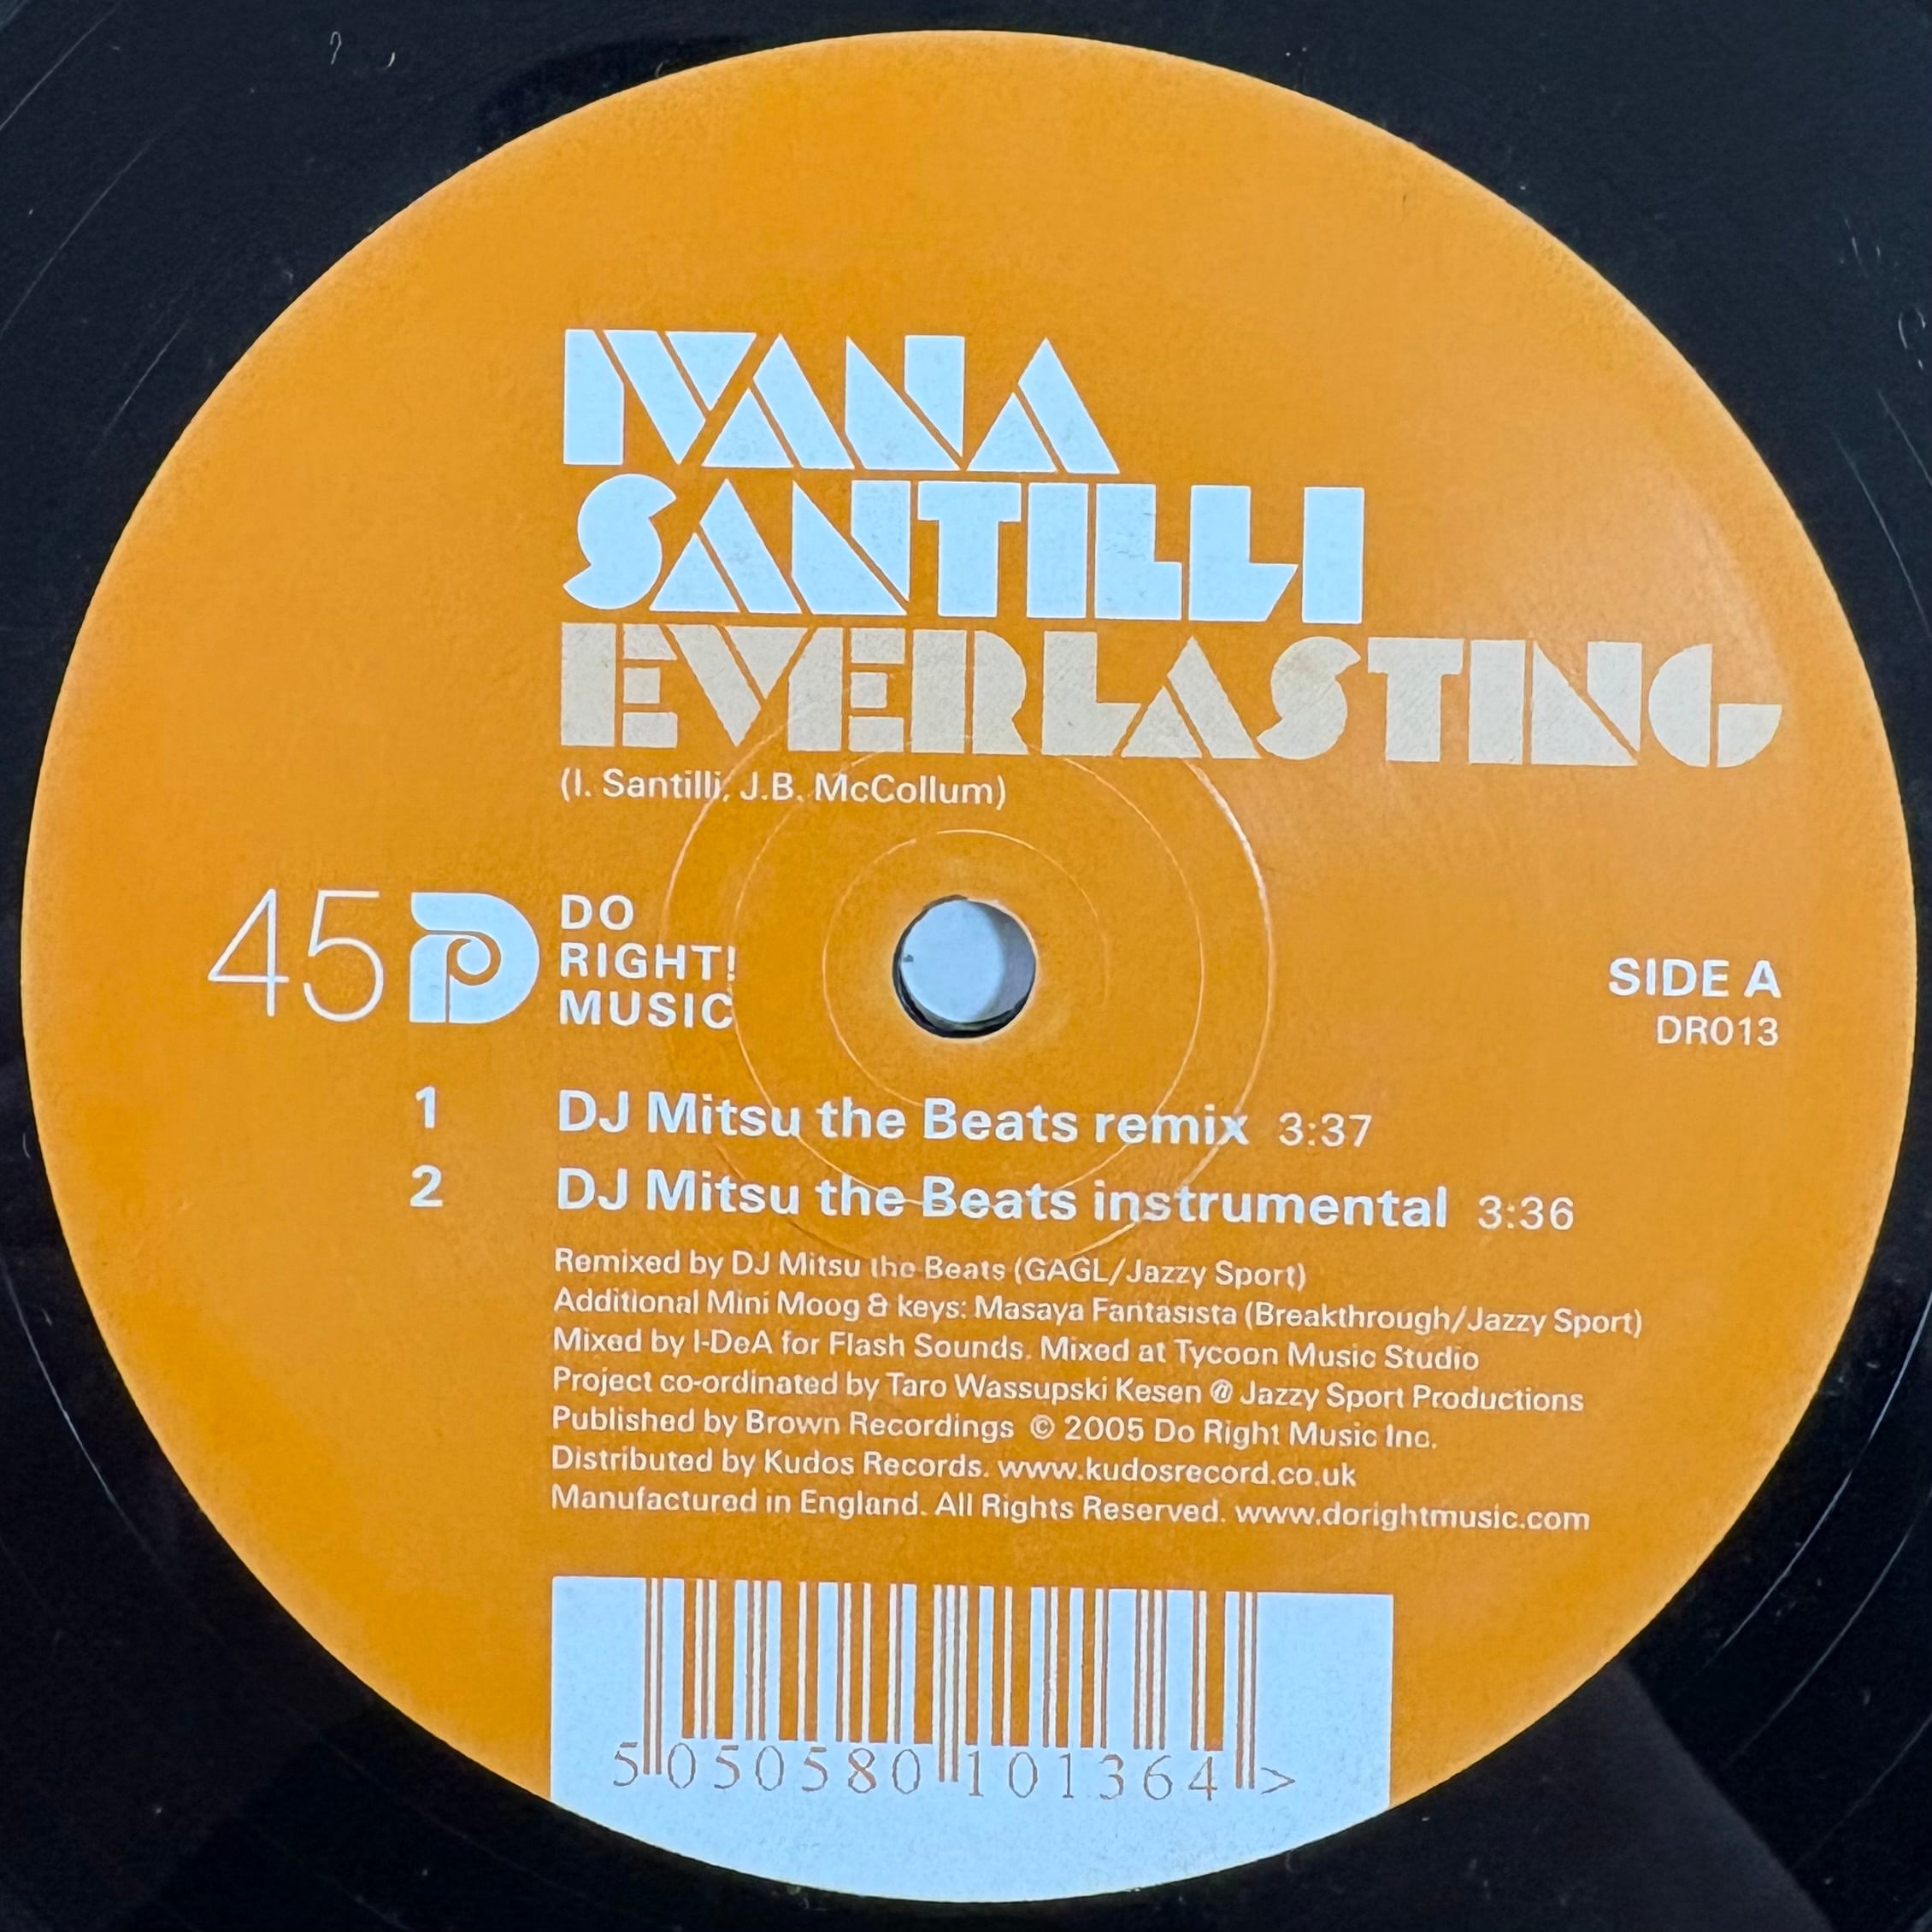 IVANA
SANTILLI
EVERLASTING
(I. Santilli, J.B. McCollum)
45
DO
RIGHT!
MUSIC
SIDE A
DR013
1 DJ Mitsu the Beats remix 3:37
2 DJ Mitsu the Beats instrumental 3:36
Remixed by DJ Mitsu the Beats (GAGL/Jazzy Sport)
Additional Mini Moog & keys: Masaya Fantasista (Breakthrough/Jazzy Sport)
Mixed by I-DeA for Flash Sounds. Mixed at Tycoon Music Studio
Project co-ordinated by Taro Wassupski Kesen @ Jazzy Sport Productions
Published by Brown Recordings © 2005 Do Right Music Inc.
Distributed by Kudos Records. www.kudosrecord.co.uk
Manufactured in England. All Rights Reserved. www.dorightmusic.com
5 050580 101364 >